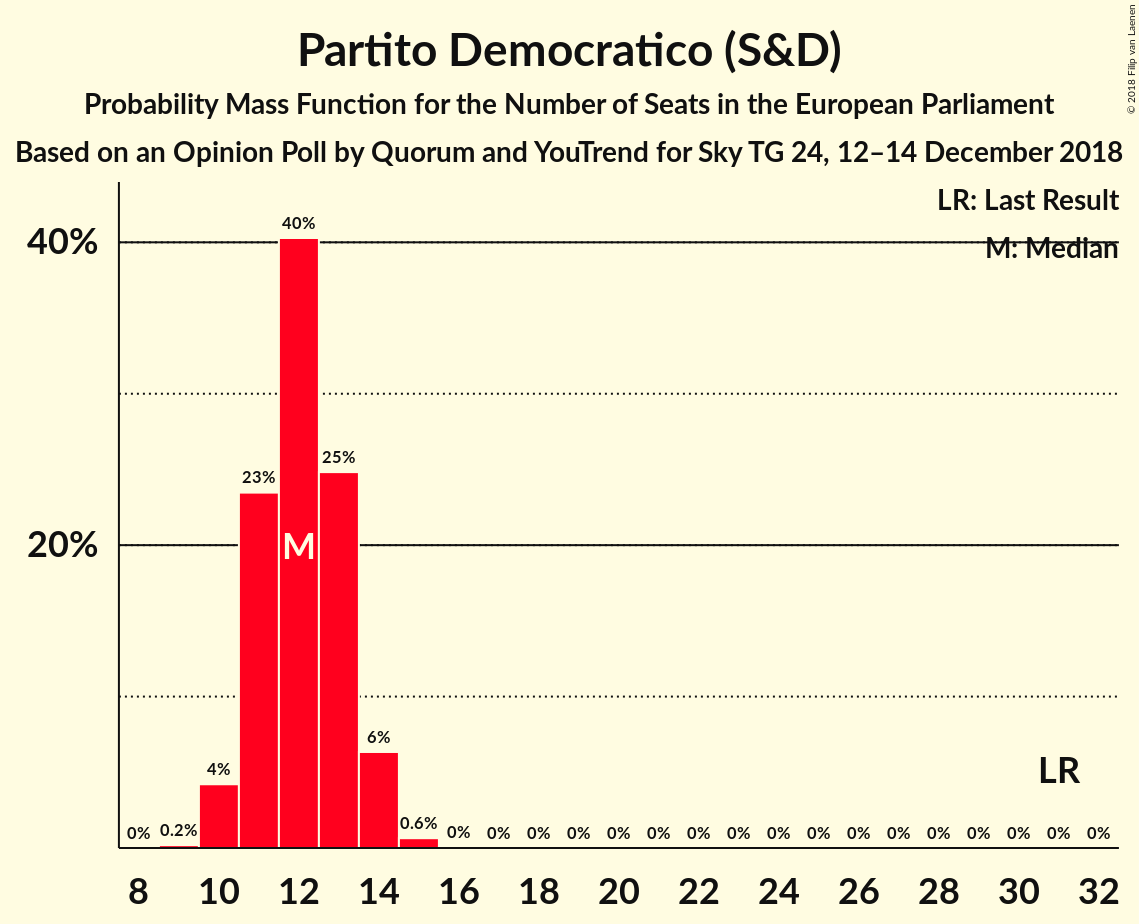 Partito Democratico (S&D)
Probability Mass Function for the Number of Seats in the European Parliament
Based on an Opinion Poll by Quorum and YouTrend for Sky TG 24, 12–14 December 2018
© 2018 Filip van Laenen
LR: Last Result
M: Median
40%
20%
0% 0.2% 4% 23% 40% 25% 6% 0.6% 0% 0% 0% 0% 0% 0% 0% 0% 0% 0% 0% 0% 0% 0% 0% 0% 0%
M
LR
8 10 12 14 16 18 20 22 24 26 28 30 32